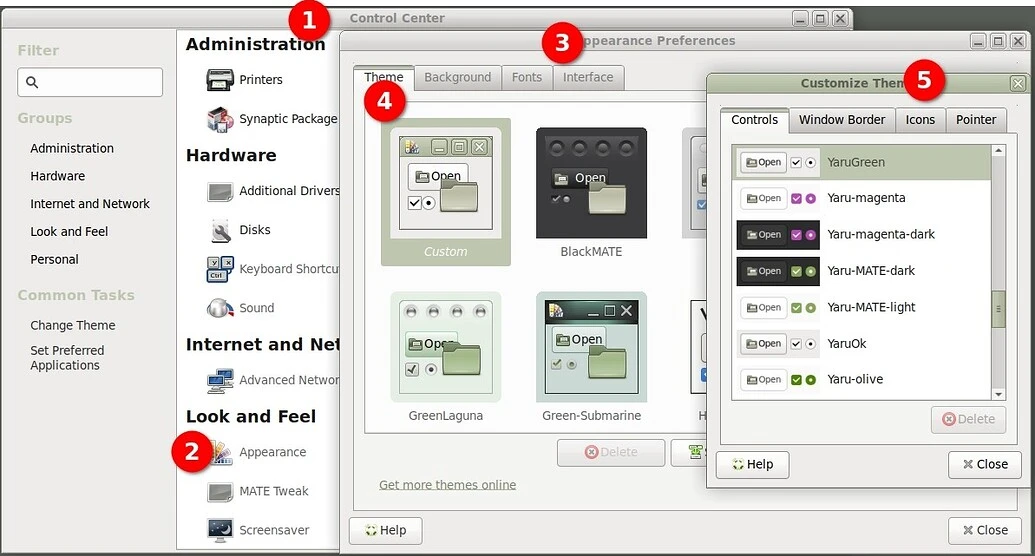 1
Control Center
Filter
Groups
Administration
Hardware
Internet and Network
Look and Feel
Personal
Common Tasks
Change Theme
Set Preferred
Applications
Administration
Printers
Synaptic Package
Hardware
Additional Drivers
Disks
Ctrl
Keyboard Shortcu
Sound
Internet and Net
Advanced Networ
Look and Feel
2
Appearance
MATE Tweak
Screensaver
3
ppearance Preferences
Theme
Background
Fonts
Interface
4
Open
Custom
Open
BlackMATE
Open
GreenLaguna
Open
Green-Submarine
H
Delete
S
Get more themes online
Help
Close
Customize Them
5
Controls
Window Border
Icons
Pointer
Open
YaruGreen
Open
Yaru-magenta
Open
Yaru-magenta-dark
Open
Yaru-MATE-dark
Open
Yaru-MATE-light
Open
YaruOk
Open
Yaru-olive
Delete
Help
Close